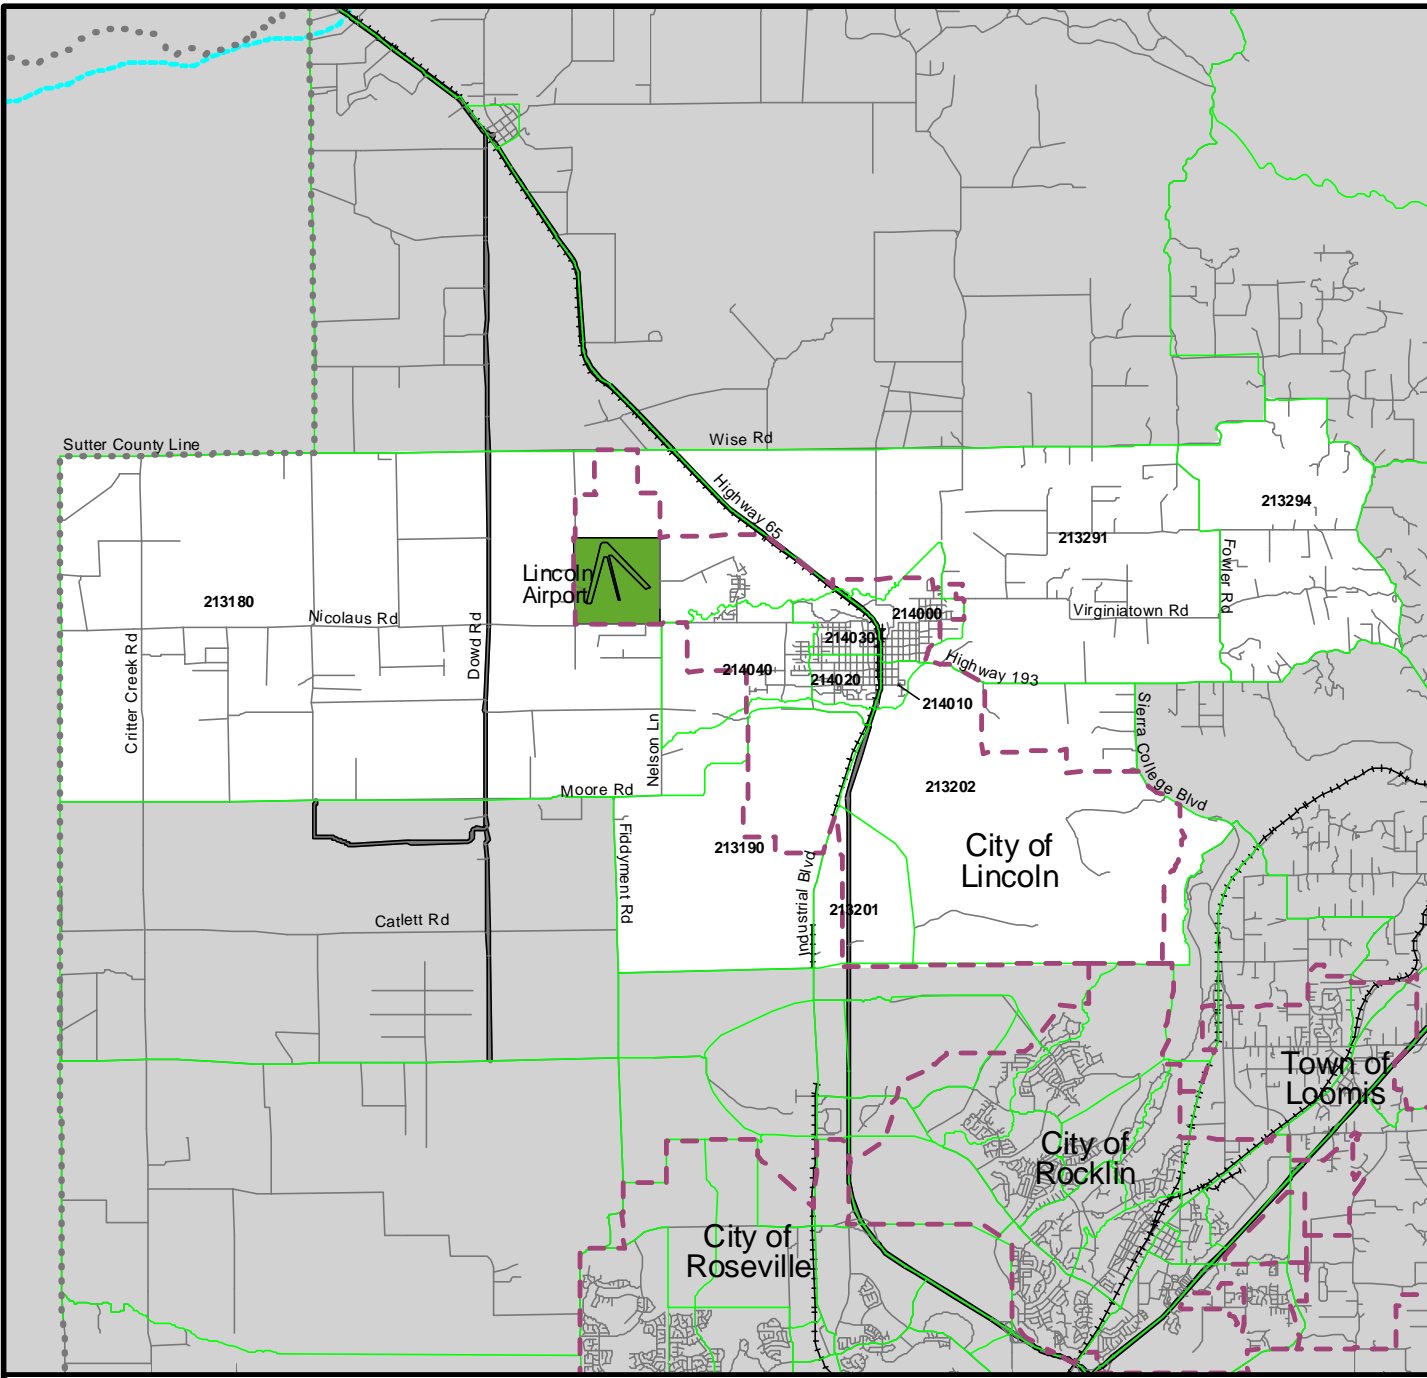 Sutter County Line
Wise Rd
Highway 65
213294
213291
Fowler Rd
Lincoln
Airport
213180
Nicolaus Rd
Virginiatown Rd
214000
214030
Critter Creek Rd
Dowd Rd
214040
214020
Highway 193
214010
Nelson Ln
Sierra College Blvd
Moore Rd
213202
Fiddyment Rd
213190
City of
Lincoln
Industrial Blvd
213201
Catlett Rd
Town of
Loomis
City of
Rocklin
City of
Roseville